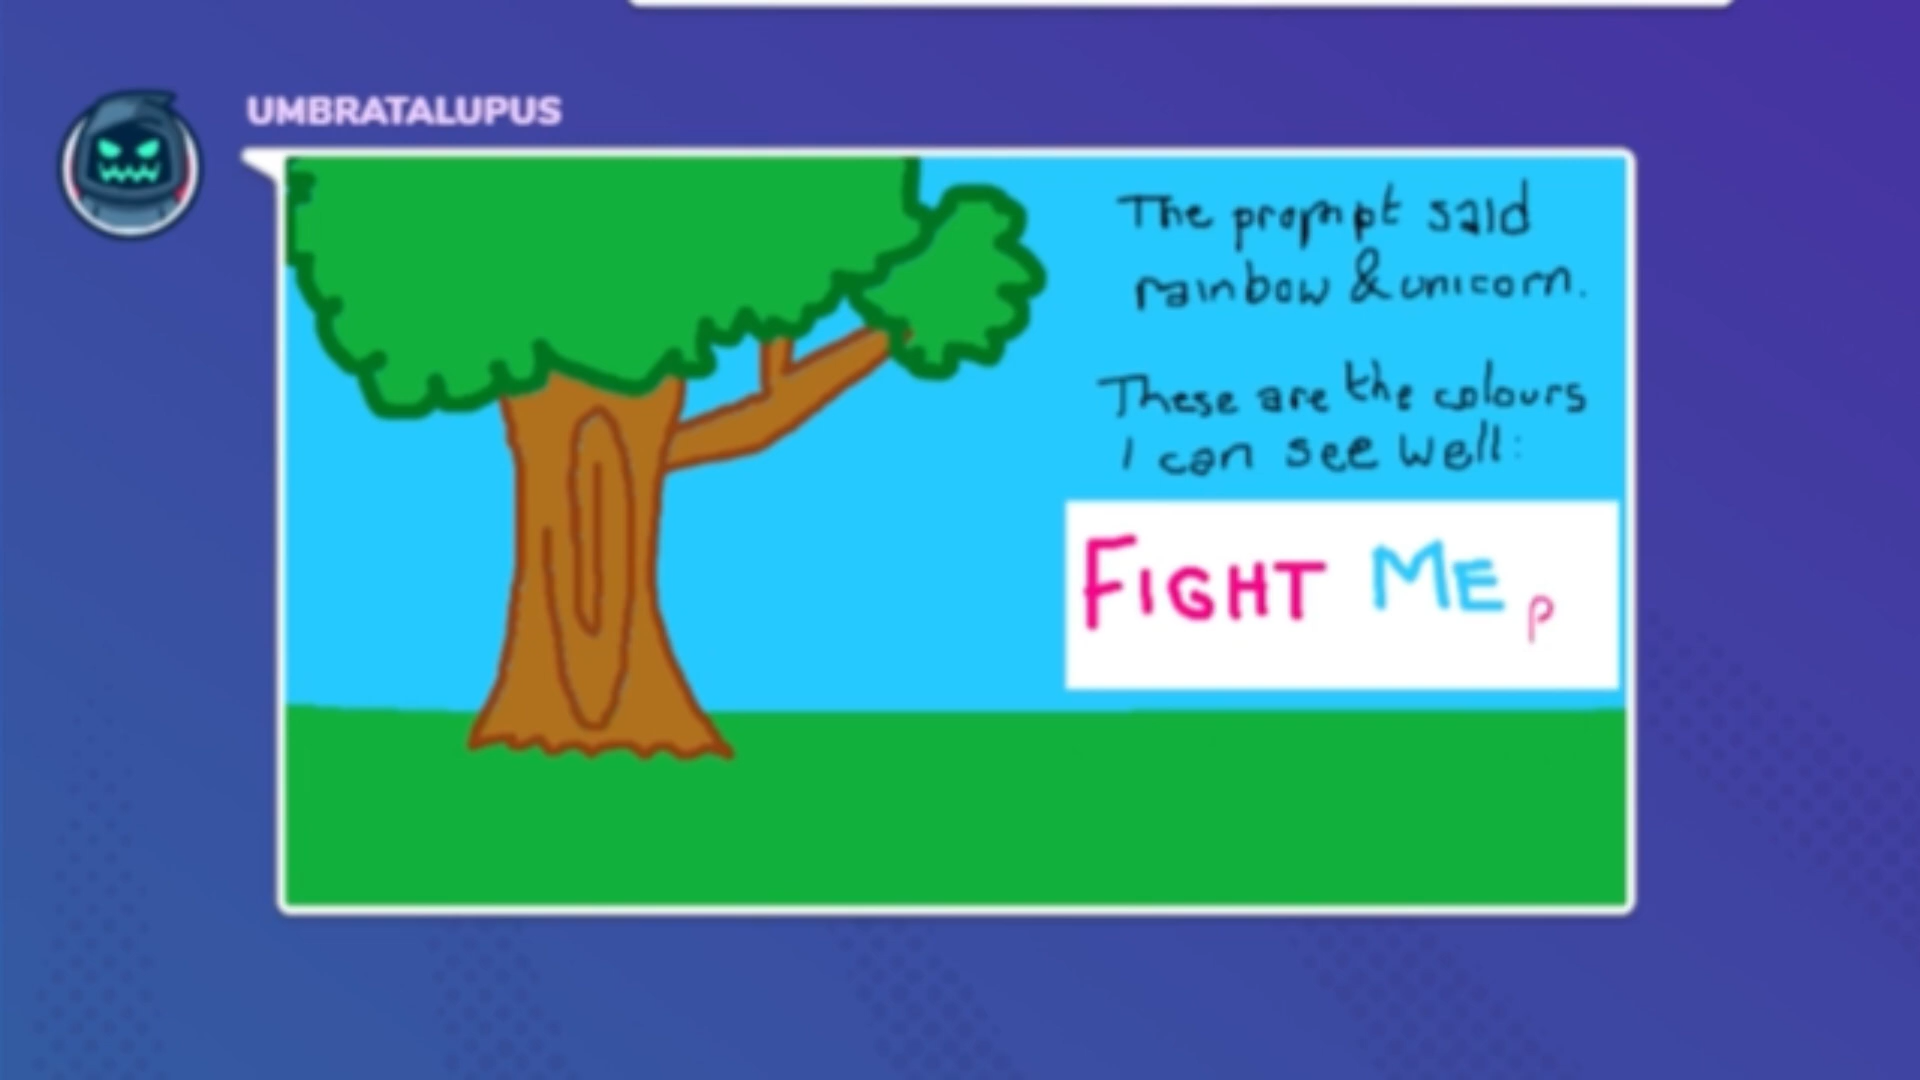 UMBRATALUPUS
The prompt said
rainbow & unicorn.
These are the colours
I can see well:
FIGHT ME P